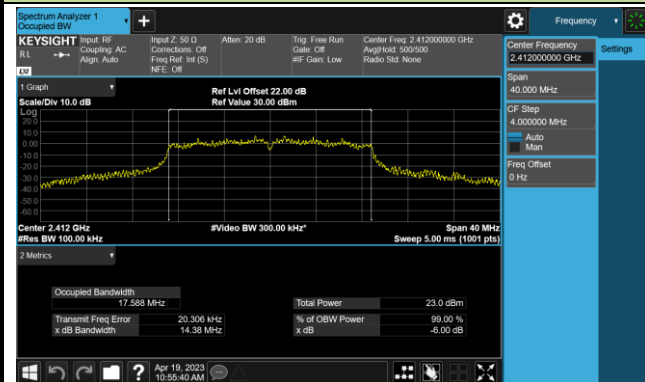 Spectrum Analyzer 1
Occupied BW
Frequency
KEYSIGHT
RL
Input: RF
Coupling: AC
Align: Auto
Input Z: 50 Ω
Corrections: Off
Freq Ref: Int (S)
NFE: Off
Atten: 20 dB
Trig: Free Run
Gate: Off
#IF Gain: Low
Center Freq: 2.412000000 GHz
Avg|Hold: 500/500
Radio Std: None
Center Frequency
2.412000000 GHz
Settings
Span
40.000 MHz
CF Step
4.000000 MHz
Auto
Man
Freq Offset
0 Hz
1 Graph
Scale/Div 10.0 dB
Ref Lvl Offset 22.00 dB
Ref Value 30.00 dBm
Log
20.0
10.0
0.00
-10.0
-20.0
-30.0
-40.0
-50.0
-60.0
Center 2.412 GHz
#Res BW 100.00 kHz
#Video BW 300.00 kHz*
Span 40 MHz
Sweep 5.00 ms (1001 pts)
2 Metrics
Occupied Bandwidth
17.588 MHz
Total Power 23.0 dBm
Transmit Freq Error 20.306 kHz
% of OBW Power 99.00 %
x dB Bandwidth 14.38 MHz
x dB -6.00 dB
Apr 19, 2023
10:55:40 AM